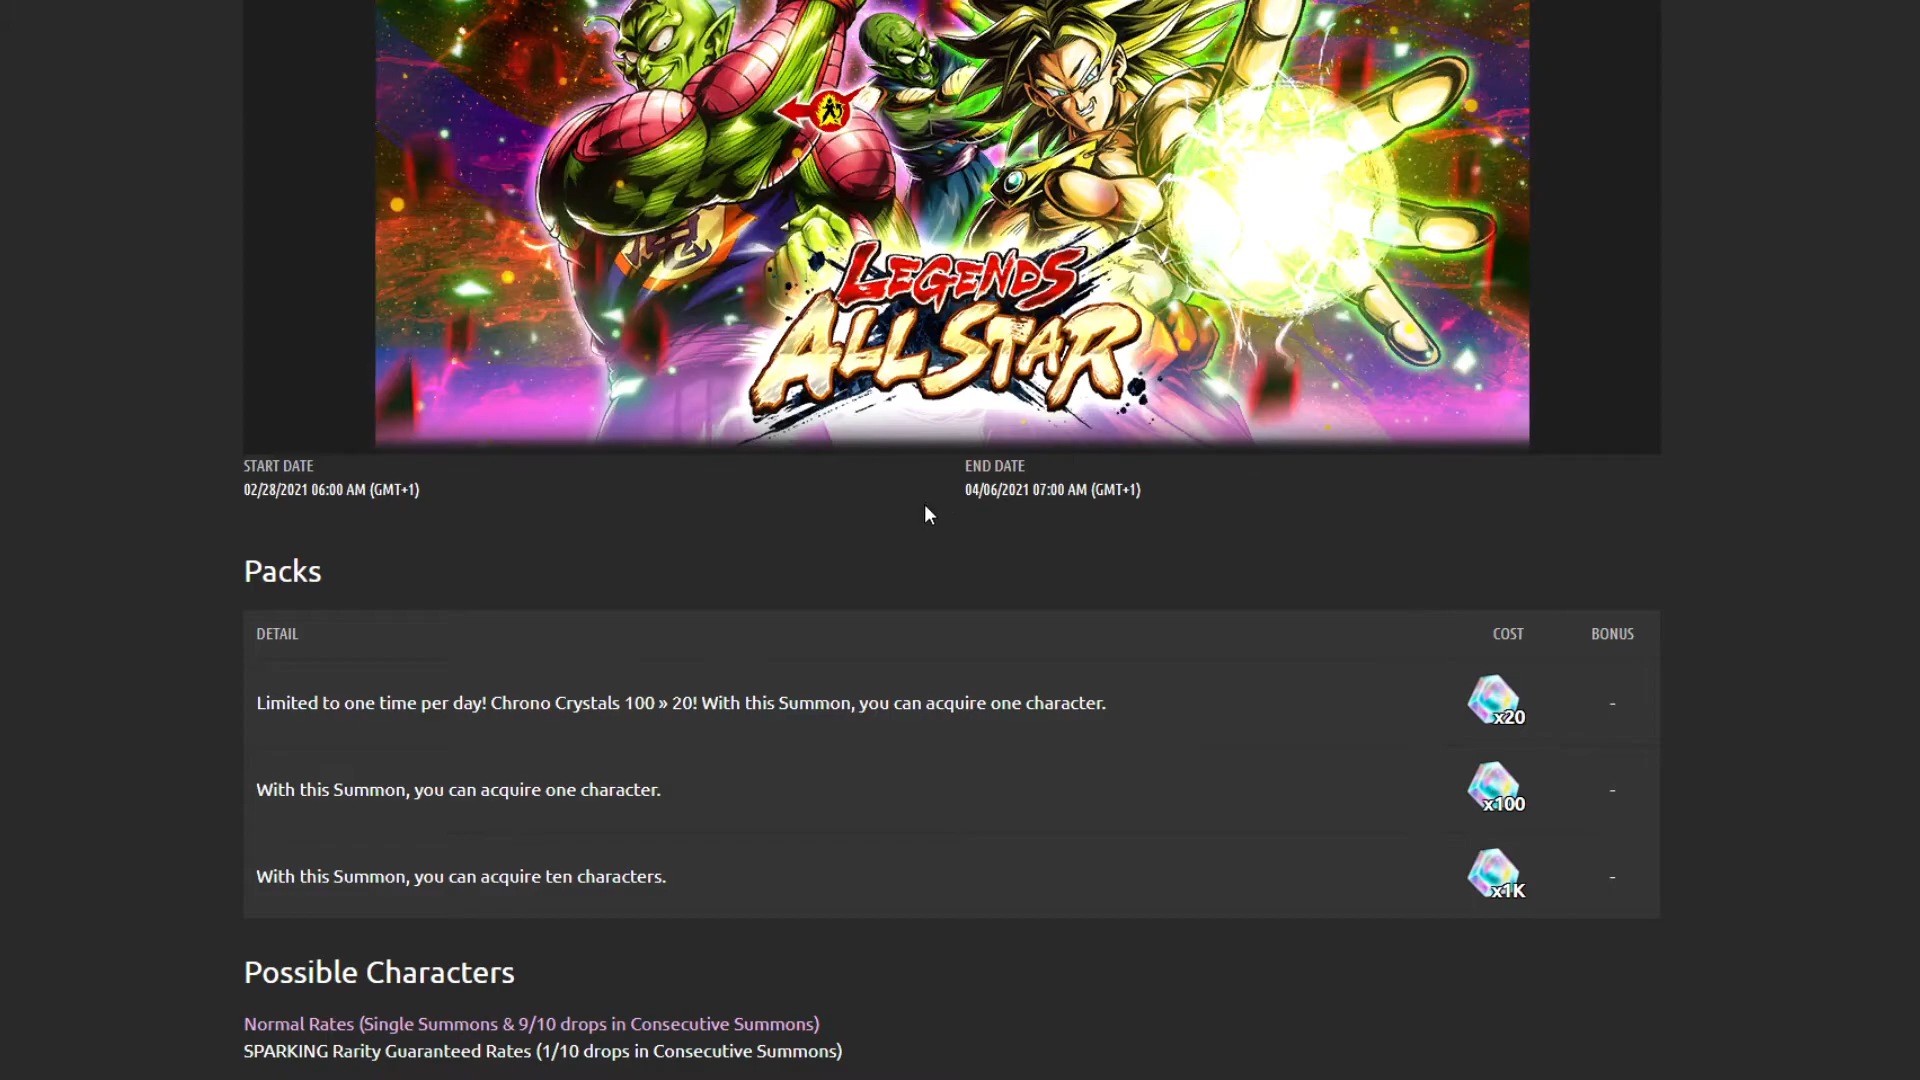 LEGENDS
ALL STAR
START DATE
END DATE
02/28/2021 06:00 AM (GMT+1)
04/06/2021 07:00 AM (GMT+1)
Packs
DETAIL
COST
BONUS
Limited to one time per day! Chrono Crystals 100 » 20! With this Summon, you can acquire one character.
x20
-
With this Summon, you can acquire one character.
x100
-
With this Summon, you can acquire ten characters.
x1K
-
Possible Characters
Normal Rates (Single Summons & 9/10 drops in Consecutive Summons)
SPARKING Rarity Guaranteed Rates (1/10 drops in Consecutive Summons)